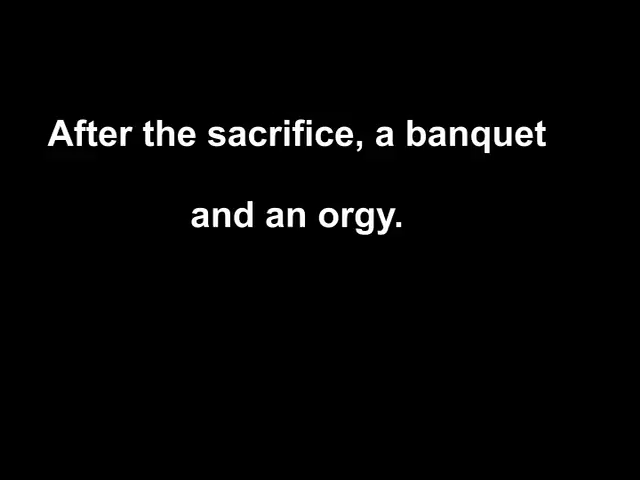 After the sacrifice, a banquet
and an orgy.